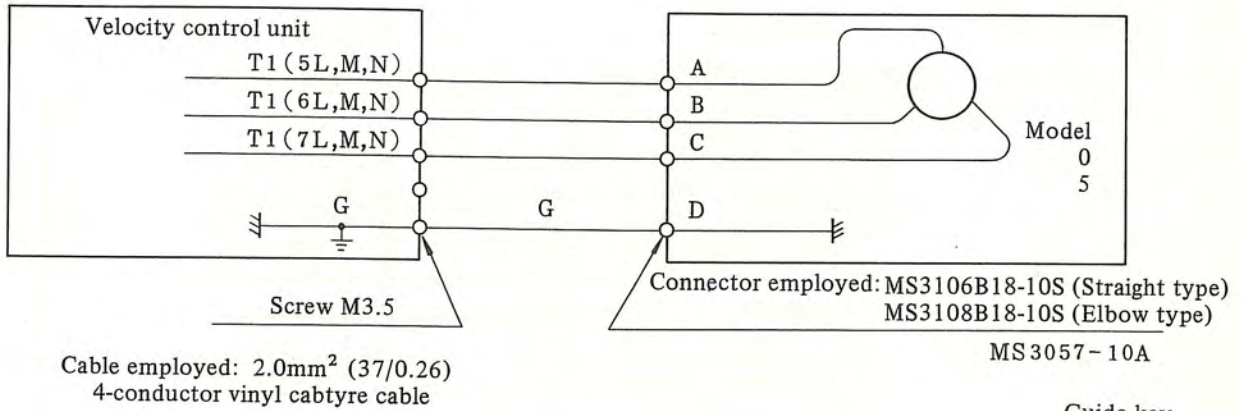 Velocity control unit
T1(5L,M,N)
T1(6L,M,N)
T1(7L,M,N)
G
G
A
B
C
D
Model
0
5
Connector employed: MS3106B18-10S (Straight type)
MS3108B18-10S (Elbow type)
MS3057-10A
Screw M3.5
Cable employed: 2.0mm² (37/0.26)
4-conductor vinyl cabtyre cable